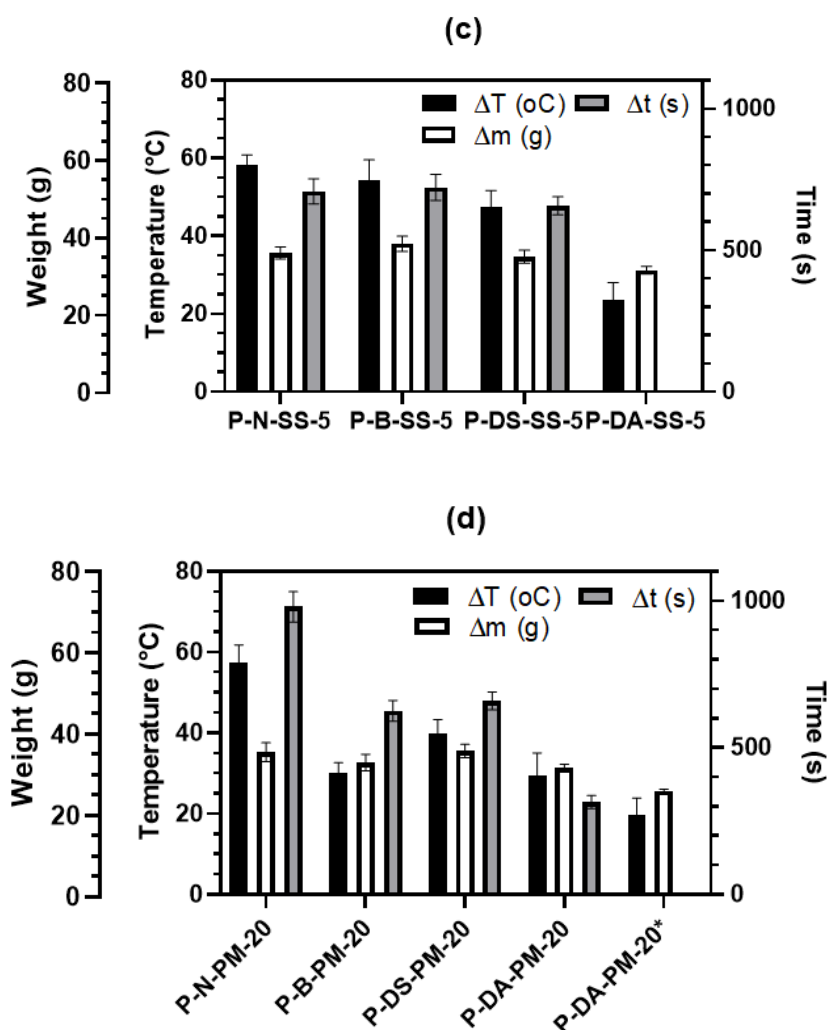 (c)
ΔT (oC) Δt (s)
Δm (g)
Weight (g)
80
60
40
20
0
Temperature (°C)
80
60
40
20
0
Time (s)
1000
500
0
P-N-SS-5 P-B-SS-5 P-DS-SS-5 P-DA-SS-5
(d)
ΔT (oC) Δt (s)
Δm (g)
Weight (g)
80
60
40
20
0
Temperature (°C)
80
60
40
20
0
Time (s)
1000
500
0
P-N-PM-20
P-B-PM-20
P-DS-PM-20
P-DA-PM-20
P-DA-PM-20*